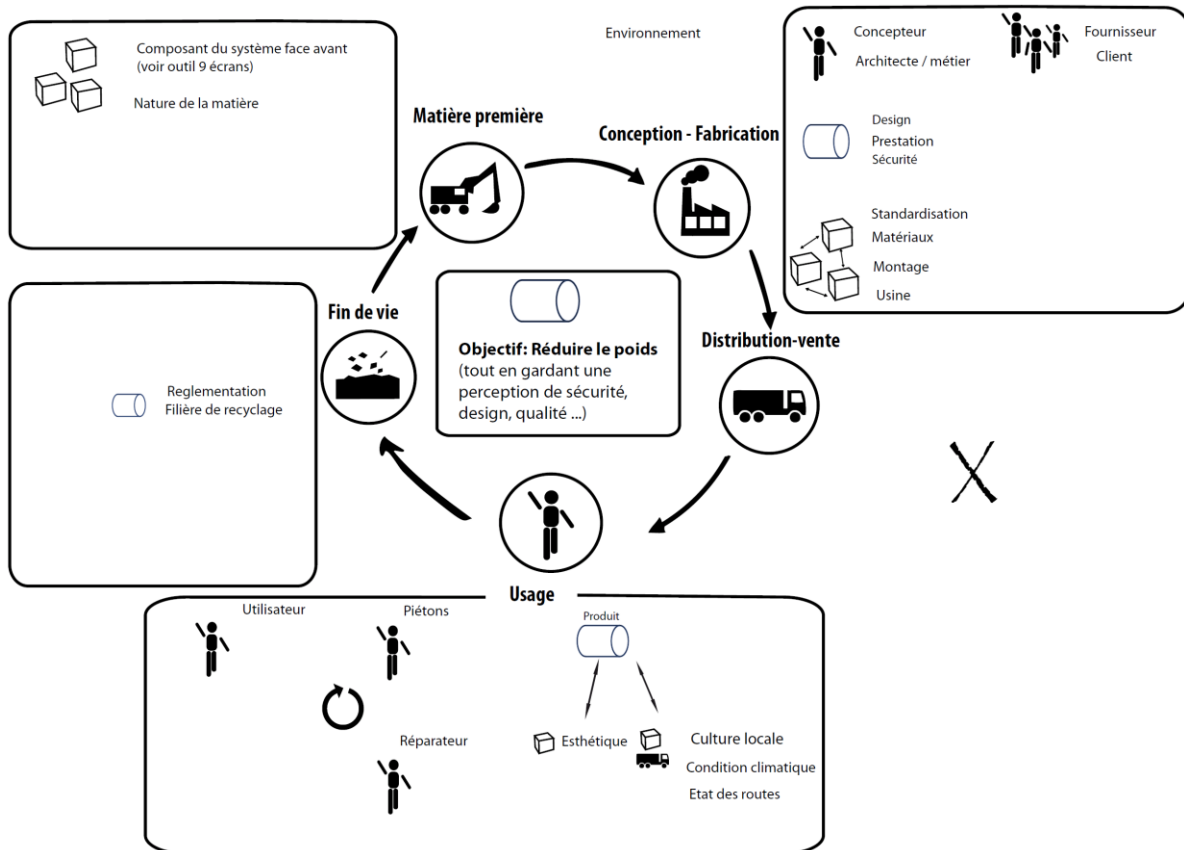 Composant du système face avant
(voir outil 9 écrans)
Nature de la matière
Environnement
Concepteur
Architecte / métier
Fournisseur
Client
Design
Prestation
Sécurité
Standardisation
Matériaux
Montage
Usine
Matière première
Conception - Fabrication
Distribution-vente
Fin de vie
Objectif: Réduire le poids
(tout en gardant une
perception de sécurité,
design, qualité ...)
Reglementation
Filière de recyclage
Usage
Utilisateur
Piétons
Produit
Réparateur
Esthétique
Culture locale
Condition climatique
Etat des routes